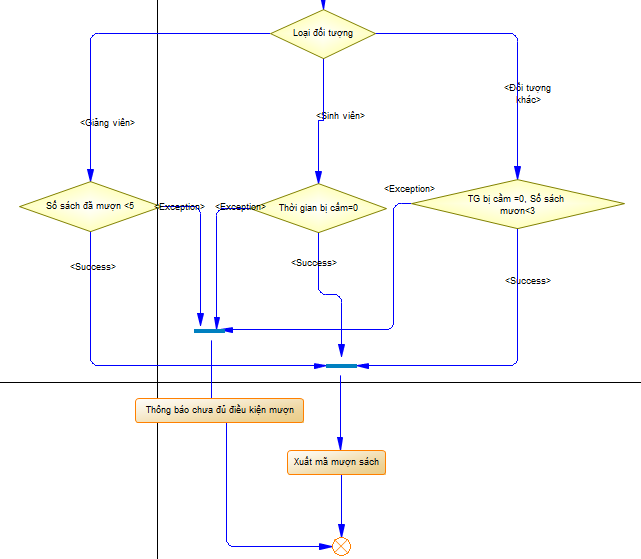 Loại đối tượng
<Đối tượng
khác>
<Sinh viên>
<Giảng viên>
<Exception>
TG bị cấm =0, Số sách
mượn<3
Số sách đã mượn <5
<Exception>
<Exception>
Thời gian bị cấm=0
<Success>
<Success>
<Success>
Thông báo chưa đủ điều kiện mượn
Xuất mã mượn sách